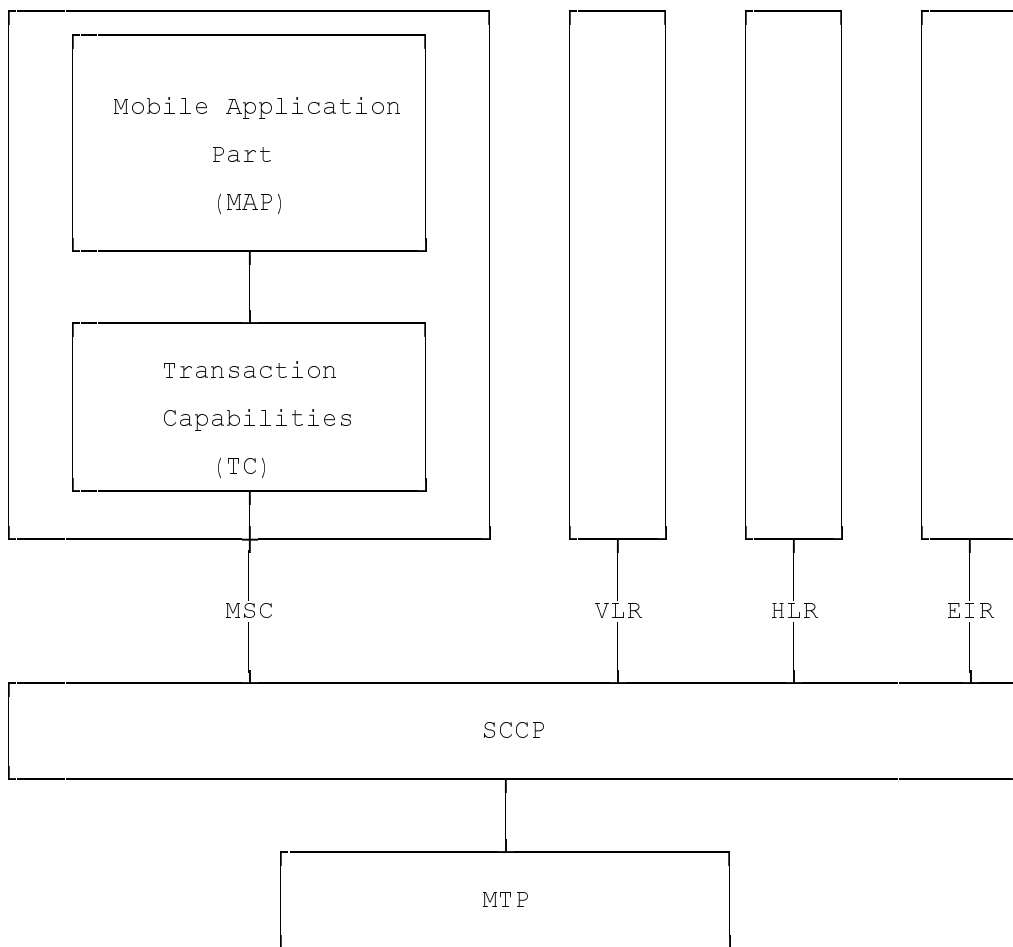 Mobile Application
Part
(MAP)
Transaction
Capabilities
(TC)
MSC
VLR
HLR
EIR
SCCP
MTP